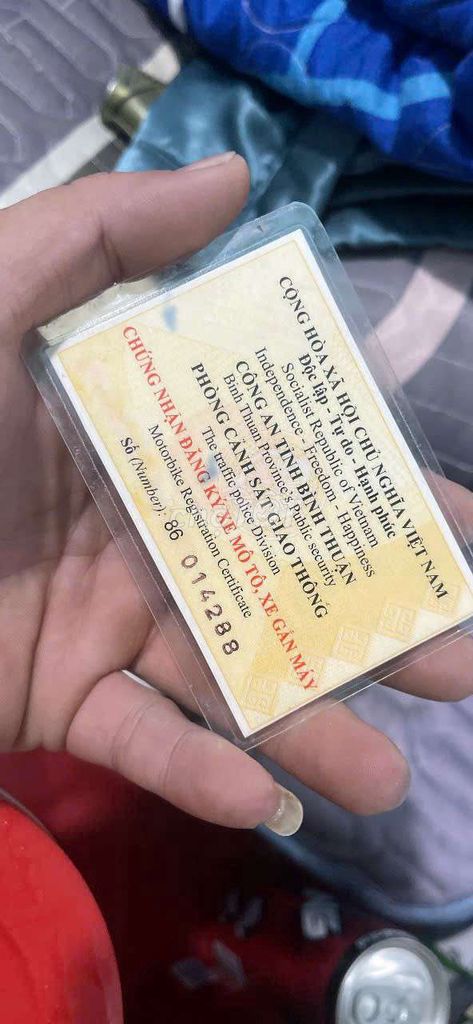 CỘNG HÒA XÃ HỘI CHỦ NGHĨA VIỆT NAM
Độc lập - Tự do - Hạnh phúc
Socialist Republic of Vietnam
Independence - Freedom - Happiness
CÔNG AN TỈNH BÌNH THUẬN
Bình Thuận Province's Public security
PHÒNG CẢNH SÁT GIAO THÔNG
The traffic police Division
CHỨNG NHẬN ĐĂNG KÝ XE MÔ TÔ, XE GẮN MÁY
Motorbike Registration Certificate
Số (Number): 86 014288